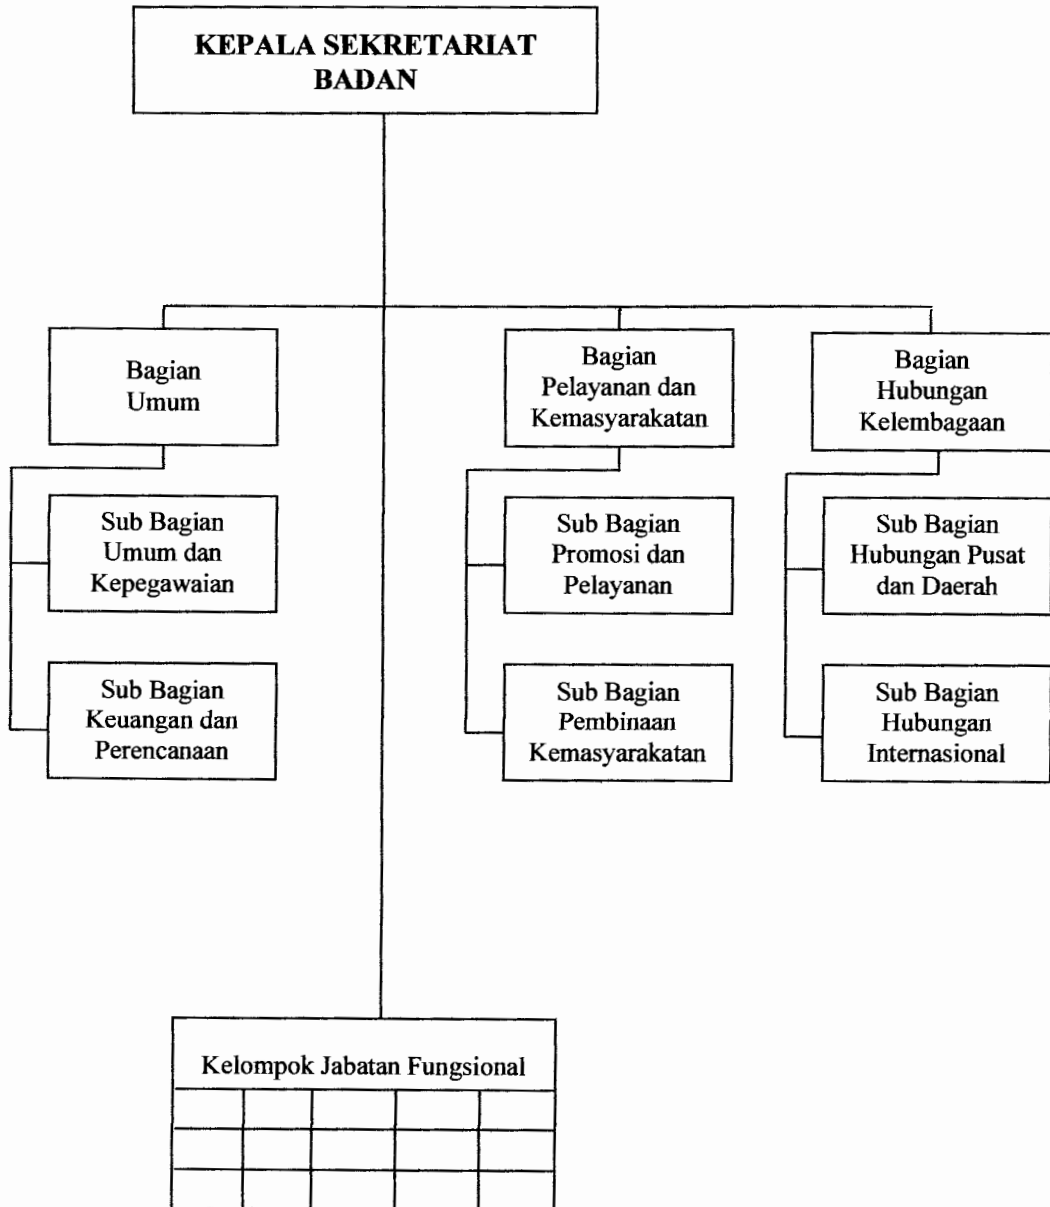 KEPALA SEKRETARIAT
BADAN
Bagian
Umum
Bagian
Pelayanan dan
Kemasyarakatan
Bagian
Hubungan
Kelembagaan
Sub Bagian
Umum dan
Kepegawaian
Sub Bagian
Promosi dan
Pelayanan
Sub Bagian
Hubungan Pusat
dan Daerah
Sub Bagian
Keuangan dan
Perencanaan
Sub Bagian
Pembinaan
Kemasyarakatan
Sub Bagian
Hubungan
Internasional
Kelompok Jabatan Fungsional